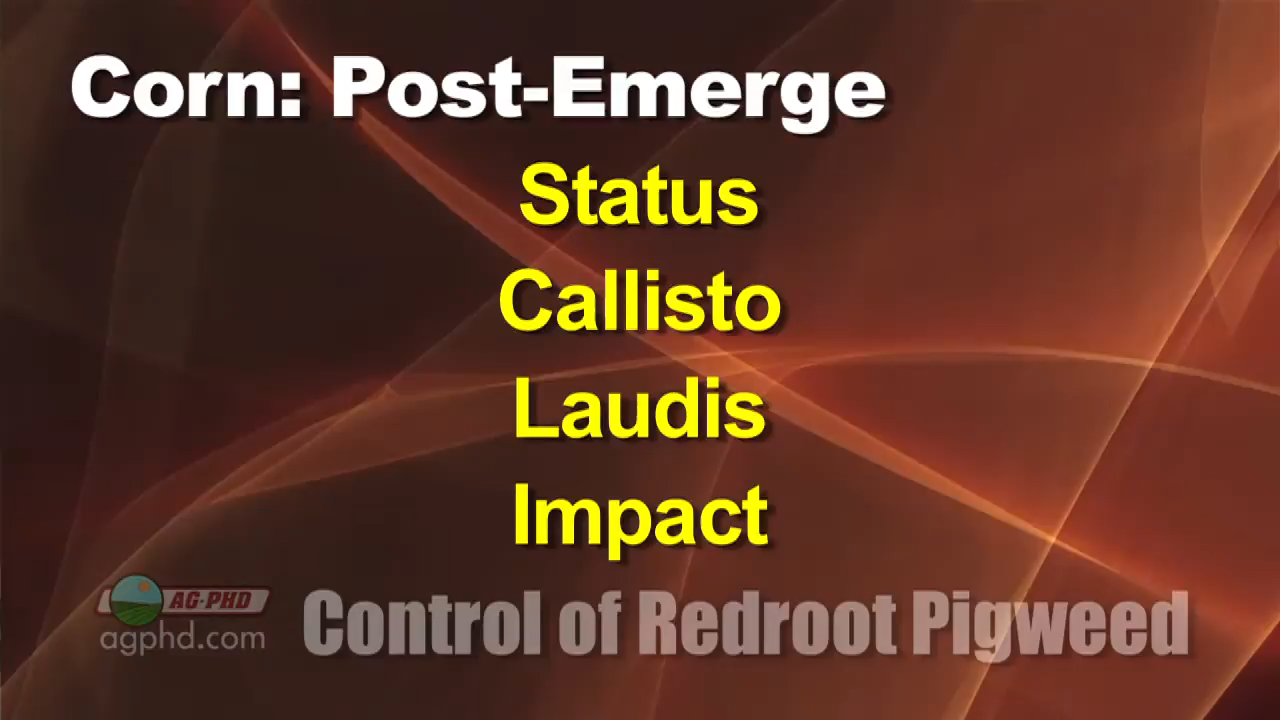 Corn: Post-Emerge
Status
Callisto
Laudis
Impact
AG·PHD
agphd.com
Control of Redroot Pigweed